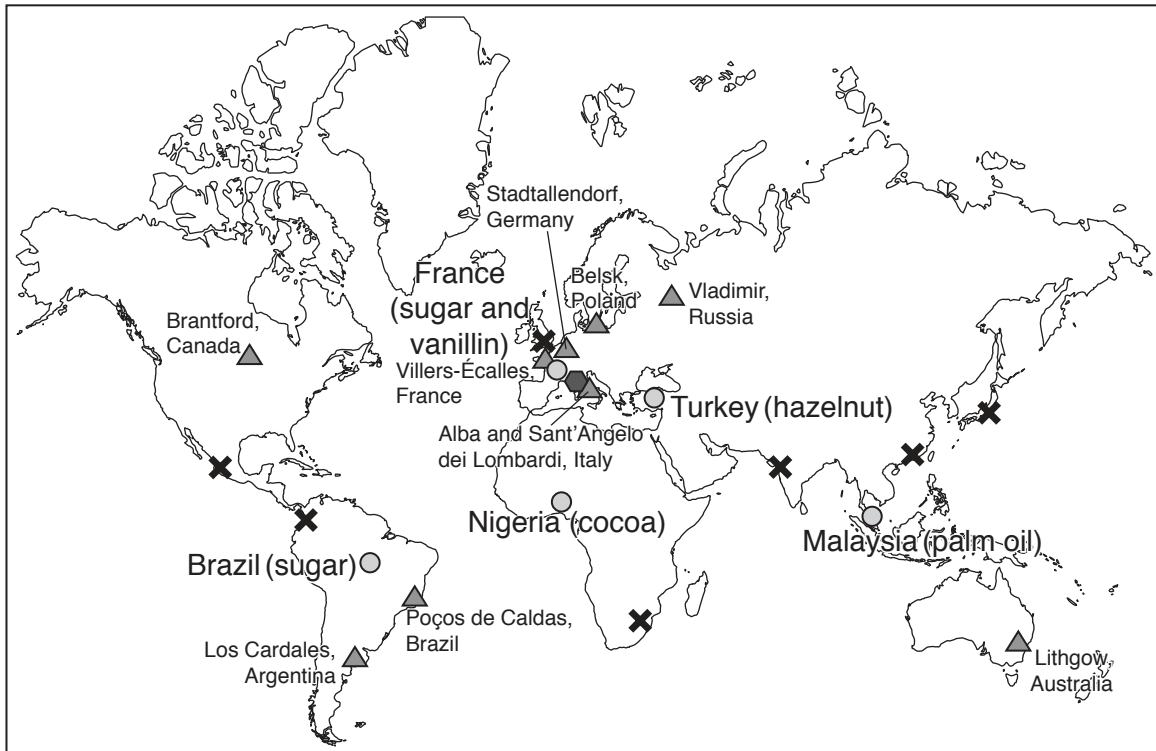 Stadtallendorf,
Germany
France
(sugar and
vanillin)
Belsk,
Poland
Vladimir,
Russia
Brantford,
Canada
Villers-Écalles,
France
Turkey (hazelnut)
Alba and Sant'Angelo
dei Lombardi, Italy
Nigeria (cocoa)
Malaysia (palm oil)
Brazil (sugar)
Poços de Caldas,
Brazil
Los Cardales,
Argentina
Lithgow,
Australia